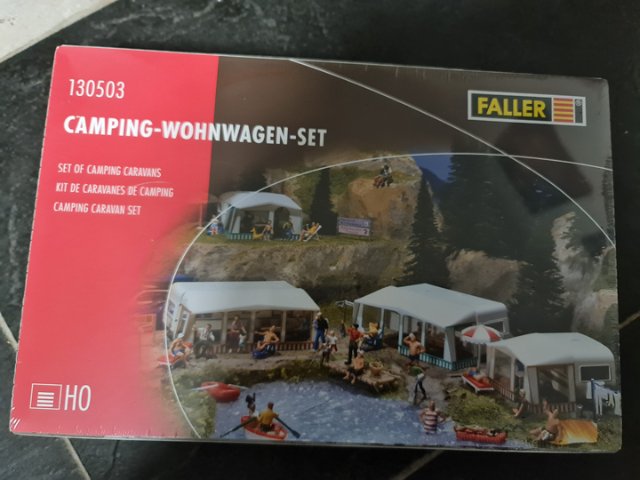 130503
FALLER
CAMPING-WOHNWAGEN-SET
SET OF CAMPING CARAVANS
KIT DE CARAVANES DE CAMPING
CAMPING CARAVAN SET
HO